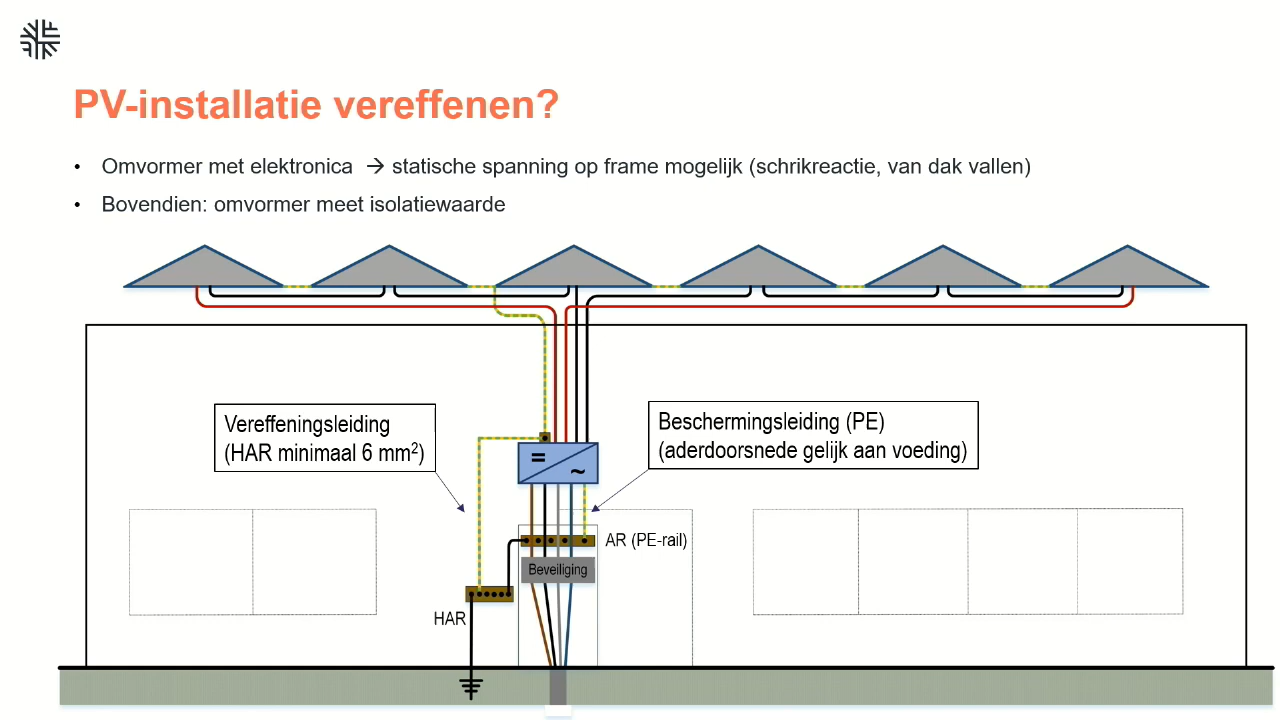 PV-installatie vereffenen?
• Omvormer met elektronica → statische spanning op frame mogelijk (schrikreactie, van dak vallen)
• Bovendien: omvormer meet isolatiewaarde
Vereffeningsleiding
(HAR minimaal 6 mm²)
Beschermingsleiding (PE)
(aderdoorsnede gelijk aan voeding)
=
~
AR (PE-rail)
Beveiliging
HAR